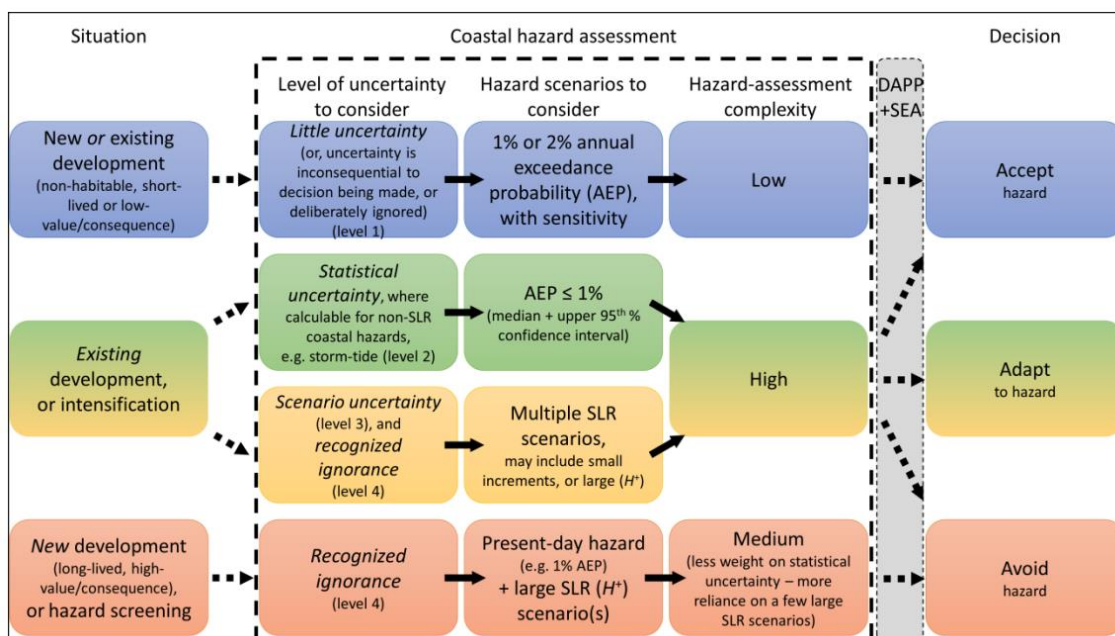 Situation
Coastal hazard assessment
Decision
Level of uncertainty
to consider
Hazard scenarios to
consider
Hazard-assessment
complexity
DAPP
+SEA
New or existing
development
(non-habitable, short-
lived or low-
value/consequence)
Little uncertainty
(or, uncertainty is
inconsequential to
decision being made, or
deliberately ignored)
(level 1)
1% or 2% annual
exceedance
probability (AEP),
with sensitivity
Low
Accept
hazard
Existing
development,
or intensification
Statistical
uncertainty, where
calculable for non-SLR
coastal hazards,
e.g. storm-tide (level 2)
AEP ≤ 1%
(median + upper 95th %
confidence interval)
Scenario uncertainty
(level 3), and
recognized
ignorance
(level 4)
Multiple SLR
scenarios,
may include small
increments, or large (H+)
High
Adapt
to hazard
New development
(long-lived, high-
value/consequence),
or hazard screening
Recognized
ignorance
(level 4)
Present-day hazard
(e.g. 1% AEP)
+ large SLR (H+)
scenario(s)
Medium
(less weight on statistical
uncertainty – more
reliance on a few large
SLR scenarios)
Avoid
hazard